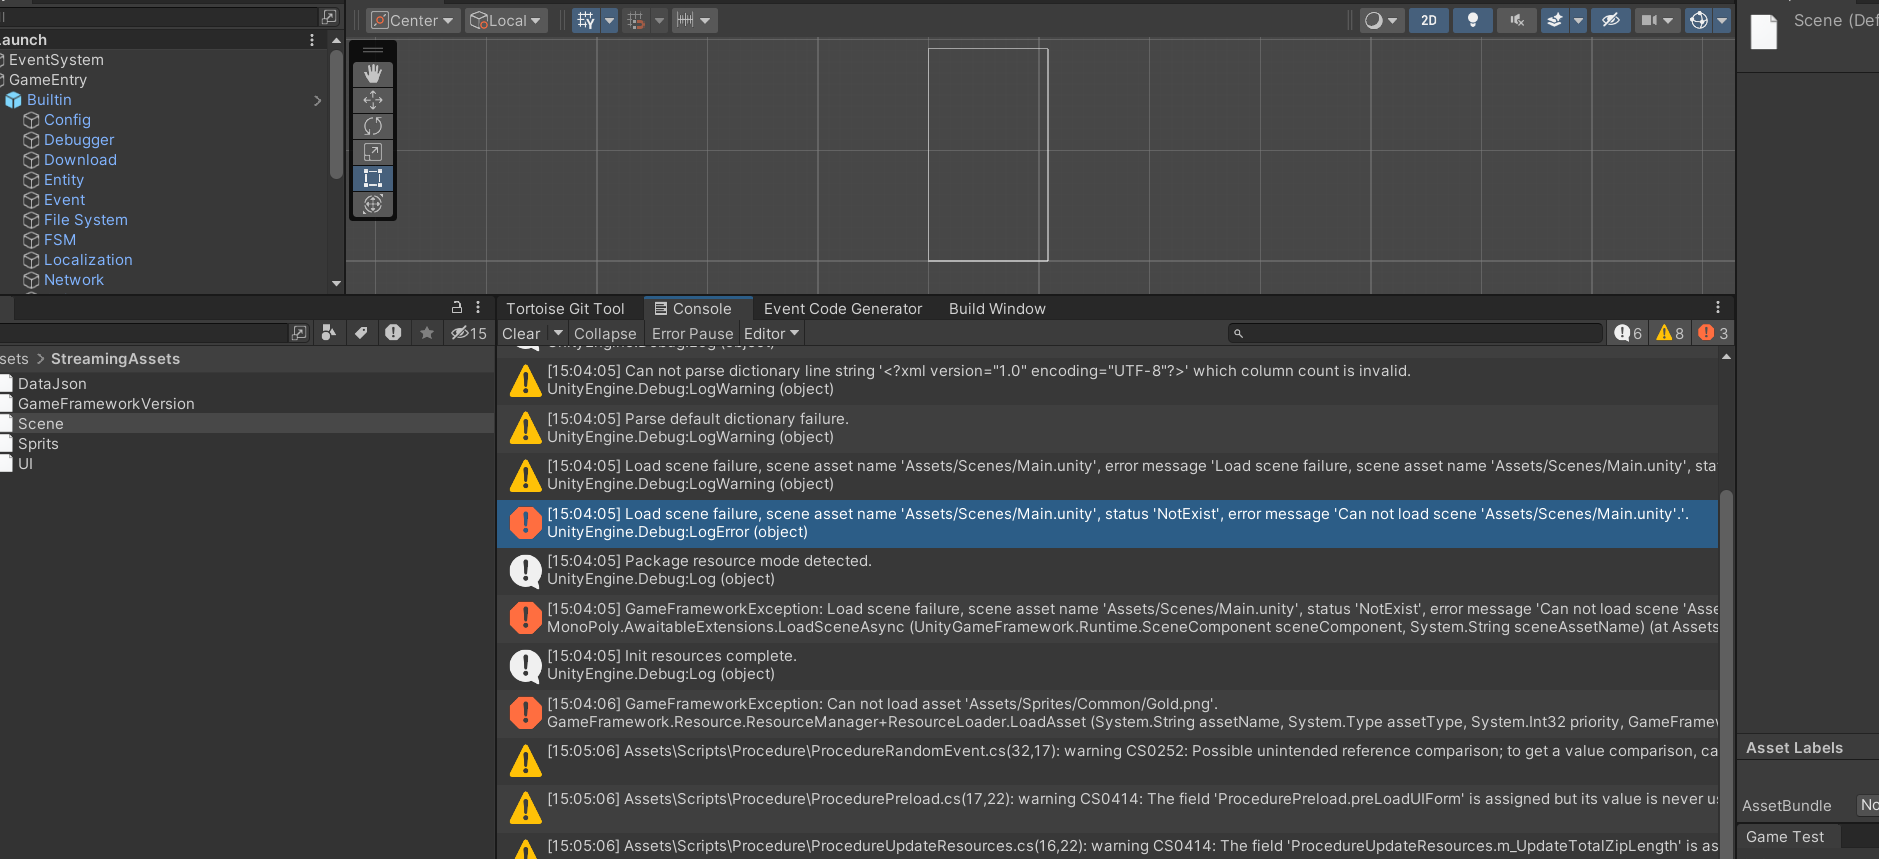 Center
Local
2D
Scene (Def
Launch
EventSystem
GameEntry
Builtin
Config
Debugger
Download
Entity
Event
File System
FSM
Localization
Network
Tortoise Git Tool
Console
Event Code Generator
Build Window
15
Clear
Collapse
Error Pause
Editor
6
8
3
sets > StreamingAssets
DataJson
GameFrameworkVersion
Scene
Sprits
UI
UnityEngine.Debug:Log (object)
[15:04:05] Can not parse dictionary line string '<?xml version="1.0" encoding="UTF-8"?>' which column count is invalid.
UnityEngine.Debug:LogWarning (object)
[15:04:05] Parse default dictionary failure.
UnityEngine.Debug:LogWarning (object)
[15:04:05] Load scene failure, scene asset name 'Assets/Scenes/Main.unity', error message 'Load scene failure, scene asset name 'Assets/Scenes/Main.unity', sta
UnityEngine.Debug:LogWarning (object)
[15:04:05] Load scene failure, scene asset name 'Assets/Scenes/Main.unity', status 'NotExist', error message 'Can not load scene 'Assets/Scenes/Main.unity'.'.
UnityEngine.Debug:LogError (object)
[15:04:05] Package resource mode detected.
UnityEngine.Debug:Log (object)
[15:04:05] GameFrameworkException: Load scene failure, scene asset name 'Assets/Scenes/Main.unity', status 'NotExist', error message 'Can not load scene 'Asse
MonoPoly.AwaitableExtensions.LoadSceneAsync (UnityGameFramework.Runtime.SceneComponent sceneComponent, System.String sceneAssetName) (at Assets
[15:04:05] Init resources complete.
UnityEngine.Debug:Log (object)
[15:04:06] GameFrameworkException: Can not load asset 'Assets/Sprites/Common/Gold.png'.
GameFramework.Resource.ResourceManager+ResourceLoader.LoadAsset (System.String assetName, System.Type assetType, System.Int32 priority, GameFramew
[15:05:06] Assets\Scripts\Procedure\ProcedureRandomEvent.cs(32,17): warning CS0252: Possible unintended reference comparison; to get a value comparison, ca
[15:05:06] Assets\Scripts\Procedure\ProcedurePreload.cs(17,22): warning CS0414: The field 'ProcedurePreload.preLoadUIForm' is assigned but its value is never u
[15:05:06] Assets\Scripts\Procedure\ProcedureUpdateResources.cs(16,22): warning CS0414: The field 'ProcedureUpdateResources.m_UpdateTotalZipLength' is as
Asset Labels
AssetBundle
No
Game Test